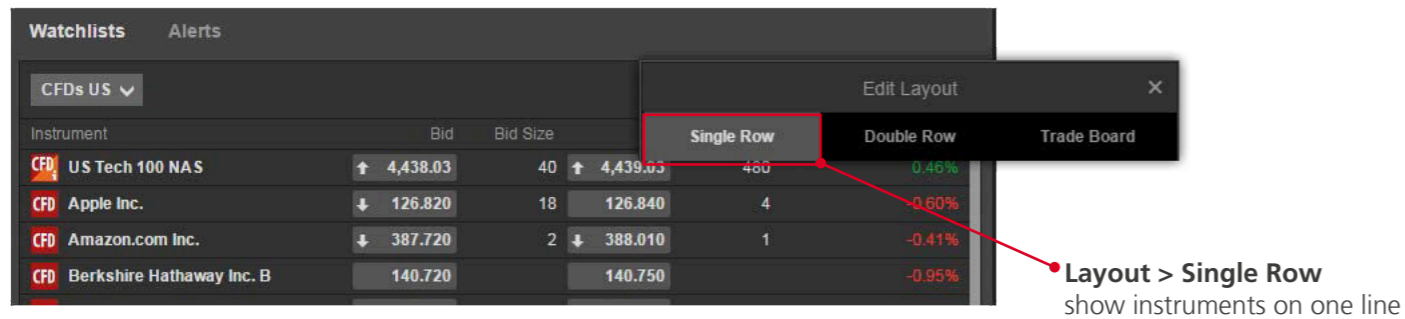 Watchlists Alerts
CFDs US
Edit Layout ×
Single Row Double Row Trade Board
Instrument Bid Bid Size
CFD US Tech 100 NAS 4,438.03 40 4,439.03 480 0.46%
CFD Apple Inc. 126.820 18 126.840 4 -0.60%
CFD Amazon.com Inc. 387.720 2 388.010 1 -0.41%
CFD Berkshire Hathaway Inc. B 140.720 140.750 -0.95%
Layout > Single Row
show instruments on one line